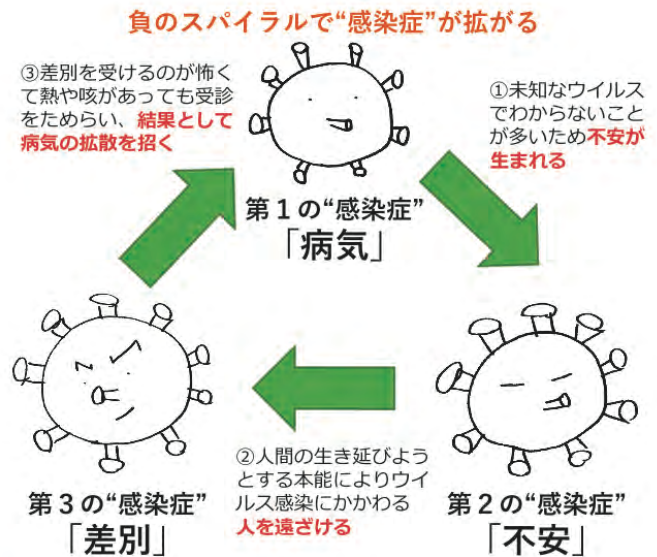 負のスパイラルで“感染症”が拡がる
③差別を受けるのが怖く
て熱や咳があっても受診
をためらい、結果として
病気の拡散を招く
①未知なウイルス
でわからないこと
が多いため不安が
生まれる
第1の“感染症”
「病気」
②人間の生き延びよう
とする本能によりウイ
ルス感染にかかわる
人を遠ざける
第3の“感染症”
「差別」
第2の“感染症”
「不安」